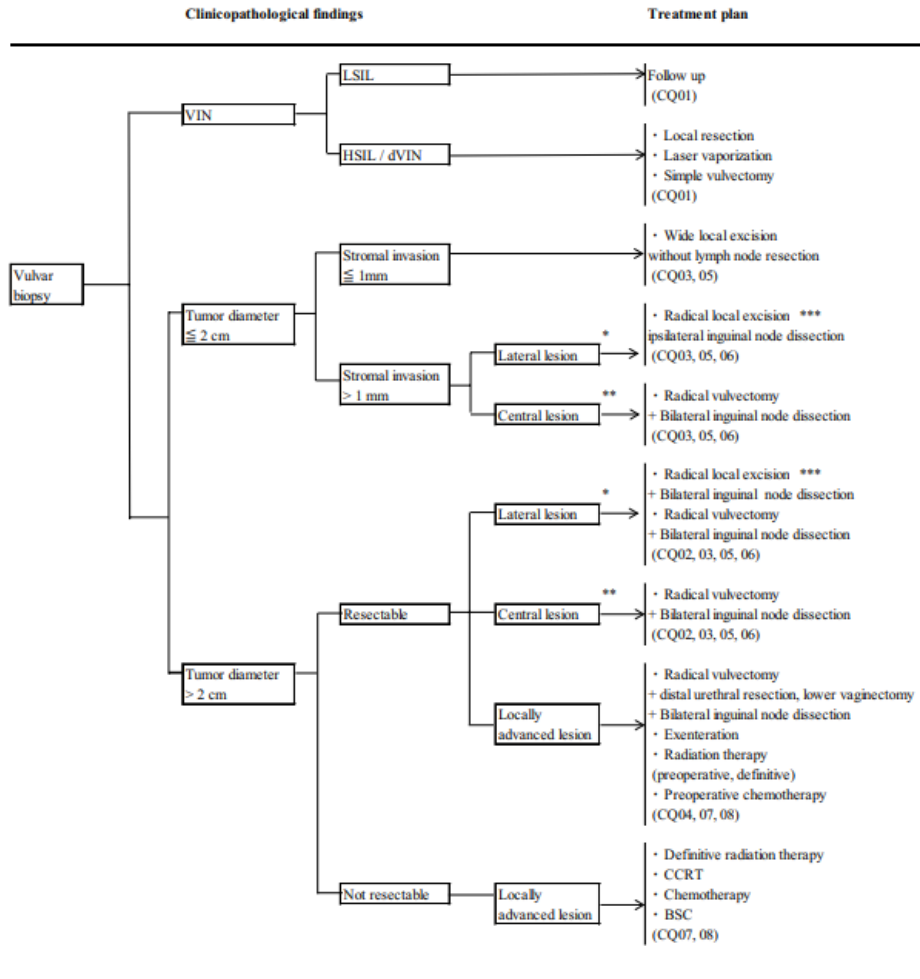 Clinicopathological findings
Treatment plan
LSIL
Follow up
(CQ01)
VIN
HSIL / dVIN
・ Local resection
・ Laser vaporization
・ Simple vulvectomy
(CQ01)
Vulvar
biopsy
Tumor diameter
≦ 2 cm
Stromal invasion
≦ 1mm
・ Wide local excision
without lymph node resection
(CQ03, 05)
Stromal invasion
> 1 mm
Lateral lesion
*
・ Radical local excision ***
ipsilateral inguinal node dissection
(CQ03, 05, 06)
Central lesion
**
・ Radical vulvectomy
+ Bilateral inguinal node dissection
(CQ03, 05, 06)
Tumor diameter
> 2 cm
Resectable
Lateral lesion
*
・ Radical local excision ***
+ Bilateral inguinal node dissection
・ Radical vulvectomy
+ Bilateral inguinal node dissection
(CQ02, 03, 05, 06)
Central lesion
**
・ Radical vulvectomy
+ Bilateral inguinal node dissection
(CQ02, 03, 05, 06)
Locally
advanced lesion
・ Radical vulvectomy
+ distal urethral resection, lower vaginectomy
+ Bilateral inguinal node dissection
・ Exenteration
・ Radiation therapy
(preoperative, definitive)
・ Preoperative chemotherapy
(CQ04, 07, 08)
Not resectable
Locally
advanced lesion
・ Definitive radiation therapy
・ CCRT
・ Chemotherapy
・ BSC
(CQ07, 08)